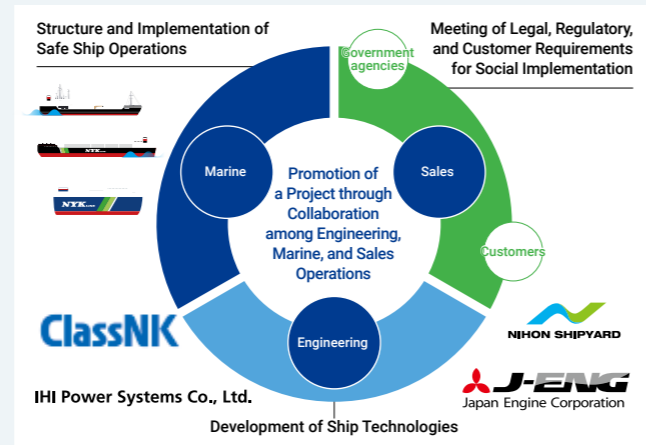 Structure and Implementation of
Safe Ship Operations
Meeting of Legal, Regulatory,
and Customer Requirements
for Social Implementation
Government
agencies
Marine
Sales
Promotion of
a Project through
Collaboration
among Engineering,
Marine, and Sales
Operations
NYK
Customers
Engineering
ClassNK
NIHON SHIPYARD
IHI Power Systems Co., Ltd.
J-ENG
Japan Engine Corporation
Development of Ship Technologies